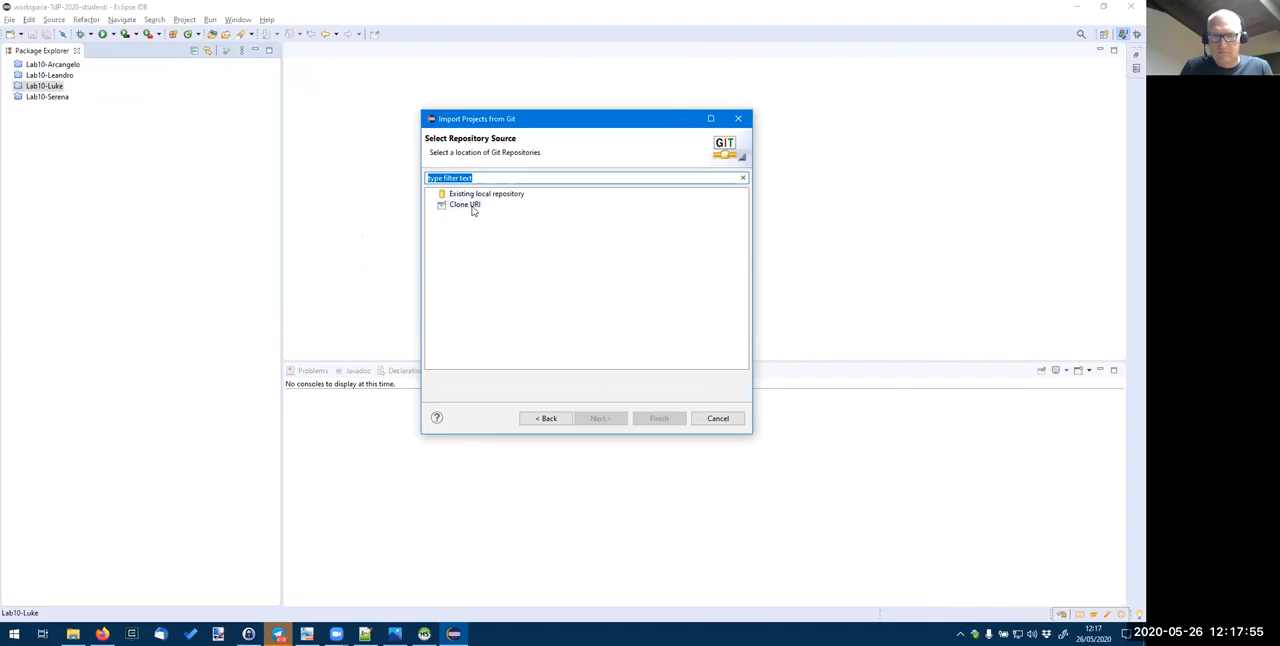 workspace-TdP-2020-studenti - Eclipse IDE
File Edit Source Refactor Navigate Search Project Run Window Help
Package Explorer
Lab10-Arcangelo
Lab10-Leandro
Lab10-Luke
Lab10-Serena
Import Projects from Git
Select Repository Source
Select a location of Git Repositories
GIT
type filter text
Existing local repository
Clone URI
Problems Javadoc Declaratio
No consoles to display at this time.
< Back Next > Finish Cancel
Lab10-Luke
12:17
26/05/2020
2020-05-26 12:17:55